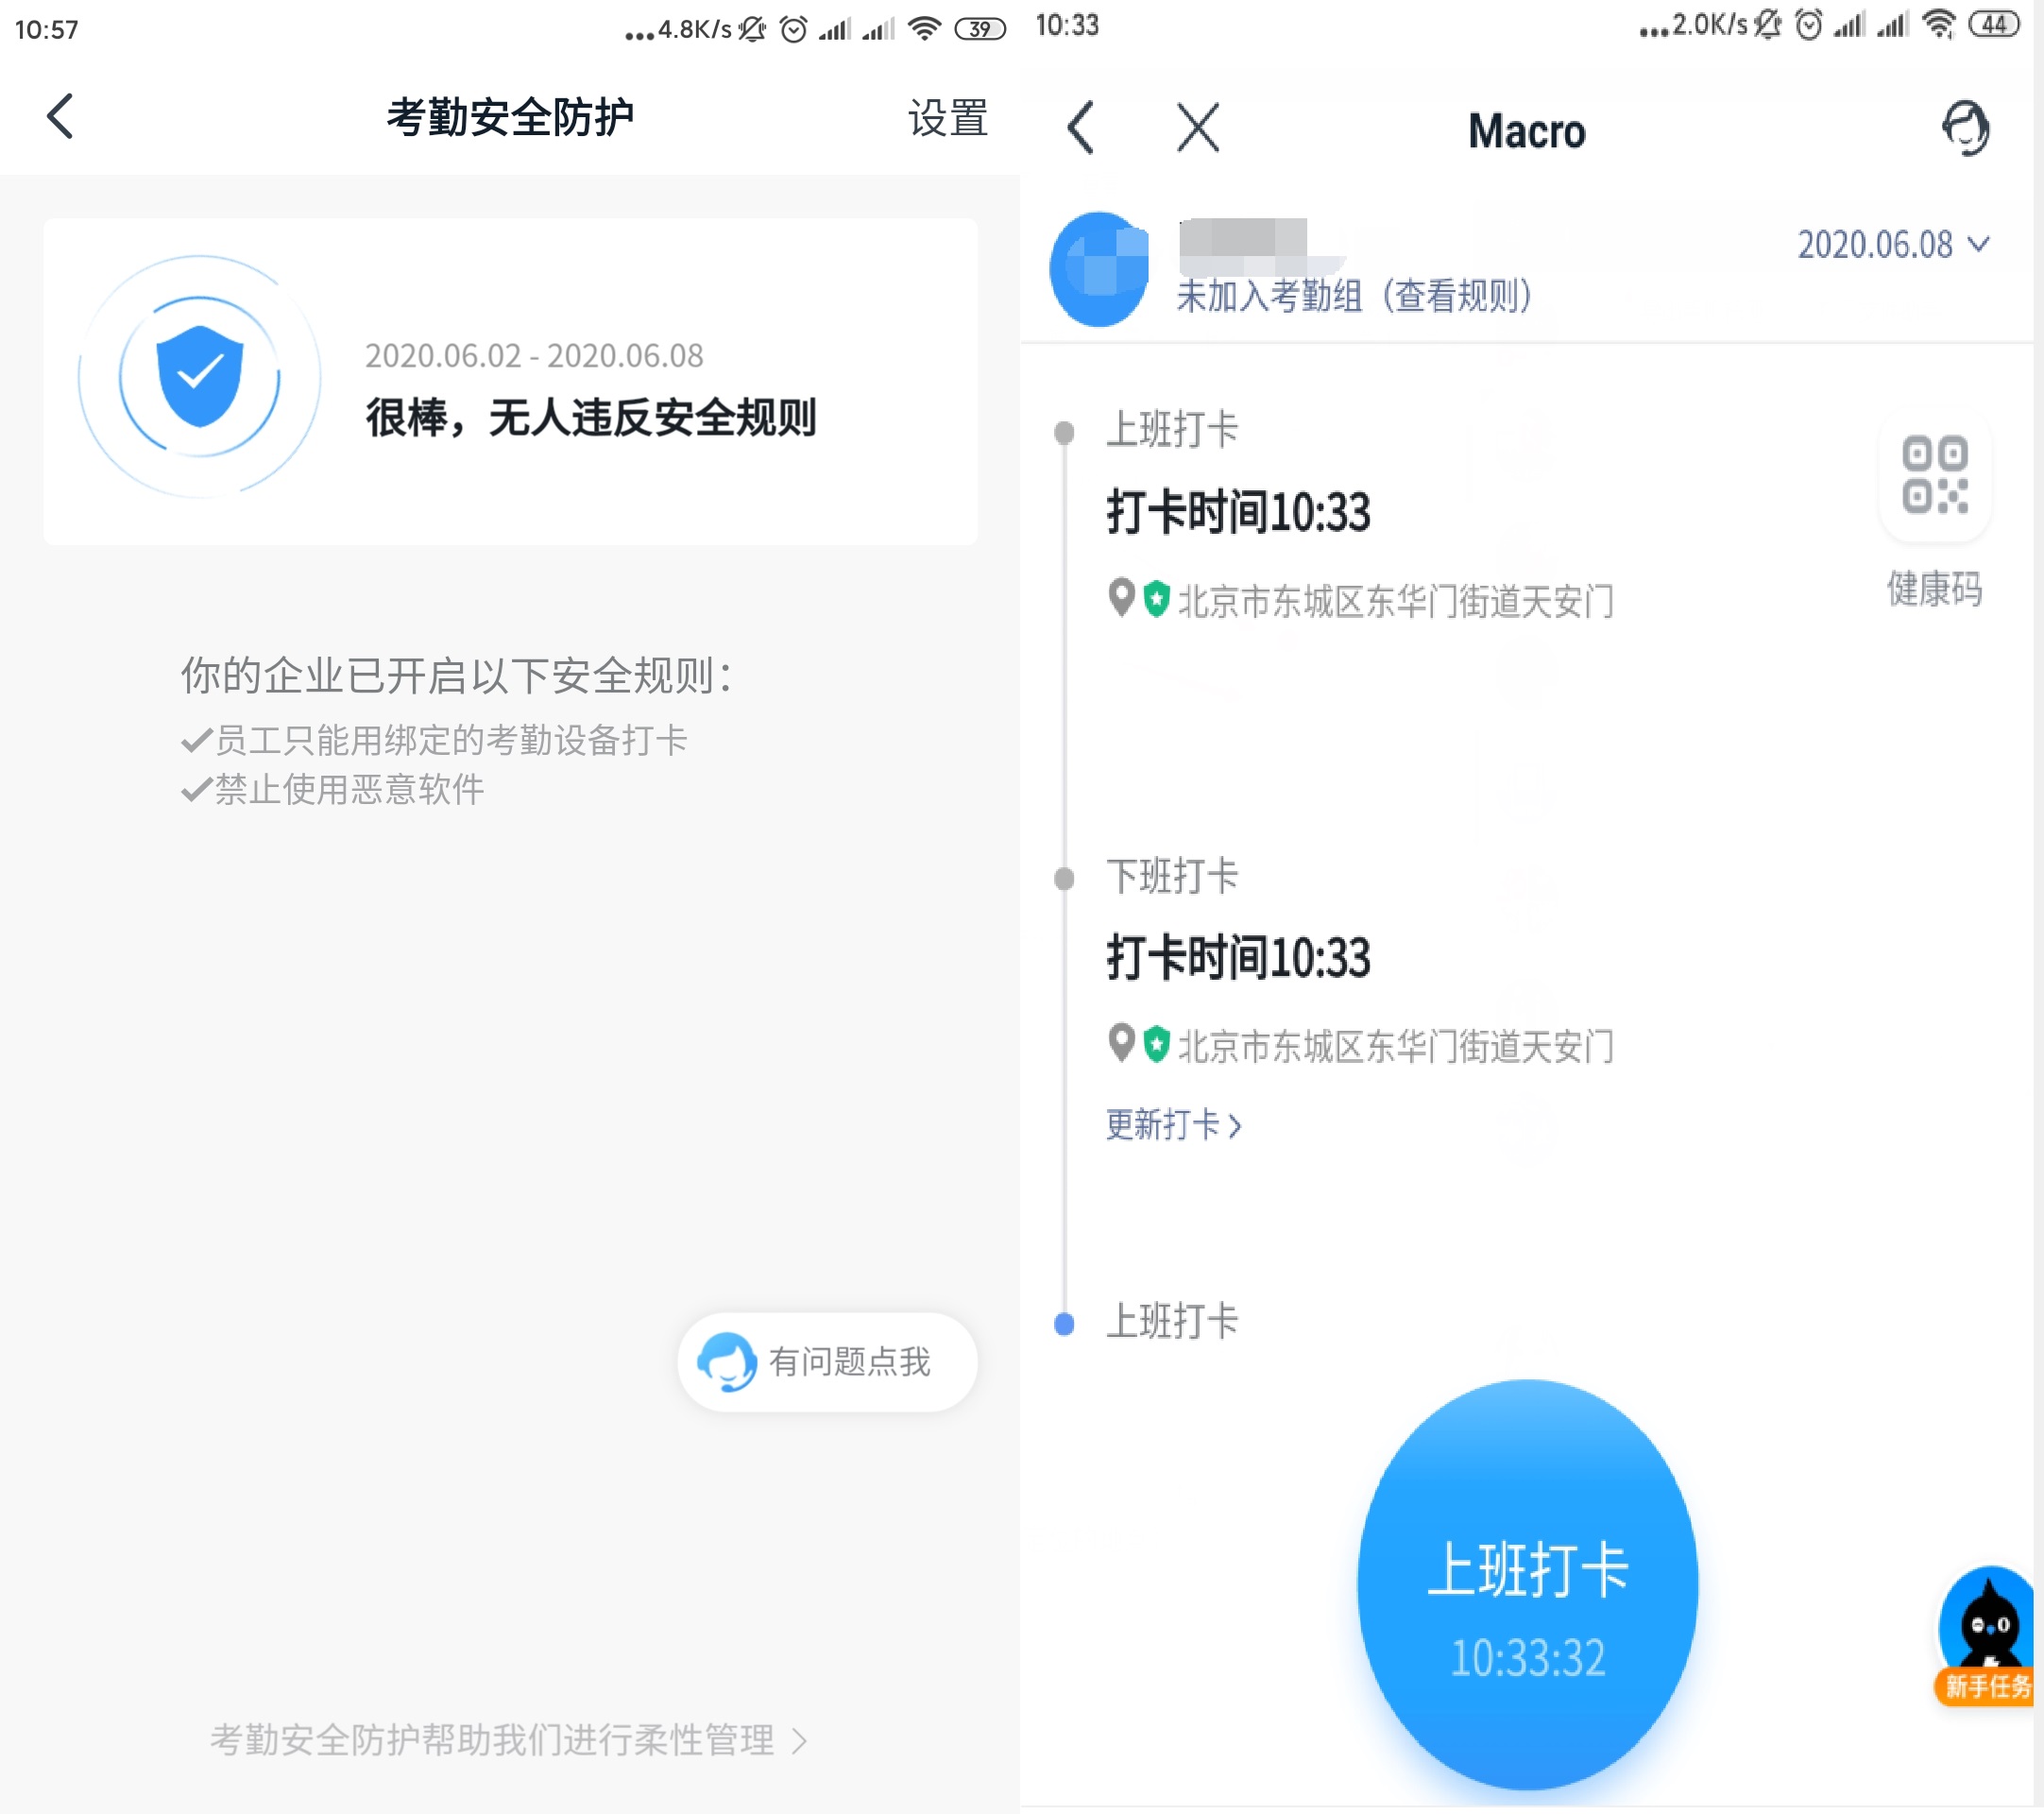 10:57
...4.8K/s
39
考勤安全防护
设置
2020.06.02 - 2020.06.08
很棒，无人违反安全规则
你的企业已开启以下安全规则：
员工只能用绑定的考勤设备打卡
禁止使用恶意软件
有问题点我
考勤安全防护帮助我们进行柔性管理
10:33
...2.0K/s
44
Macro
2020.06.08
未加入考勤组（查看规则）
上班打卡
打卡时间10:33
北京市东城区东华门街道天安门
健康码
下班打卡
打卡时间10:33
北京市东城区东华门街道天安门
更新打卡
上班打卡
上班打卡
10:33:32
新手任务